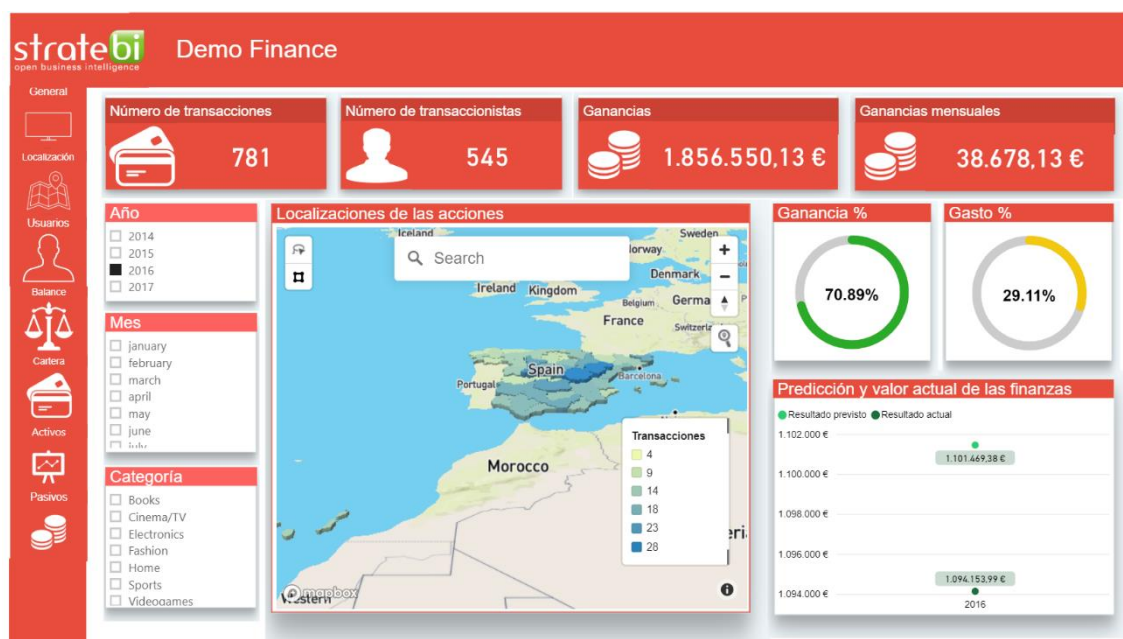 stratebi
open business intelligence
Demo Finance
General
Localización
Usuarios
Balance
Cartera
Activos
Pasivos
Número de transacciones
781
Número de transaccionistas
545
Ganancias
1.856.550,13 €
Ganancias mensuales
38.678,13 €
Año
2014
2015
2016
2017
Mes
january
february
march
april
may
june
july
Categoría
Books
Cinema/TV
Electronics
Fashion
Home
Sports
Videogames
Localizaciones de las acciones
Search
Iceland
Sweden
Norway
Denmark
Ireland
Kingdom
Belgium
Germa
France
Switzerla
Spain
Portugal
Barcelona
Morocco
Western
Transacciones
4
9
14
18
23
28
mapbox
Ganancia %
70.89%
Gasto %
29.11%
Predicción y valor actual de las finanzas
Resultado previsto Resultado actual
1.102.000 €
1.101.469,38 €
1.100.000 €
1.098.000 €
1.096.000 €
1.094.153,99 €
1.094.000 €
2016